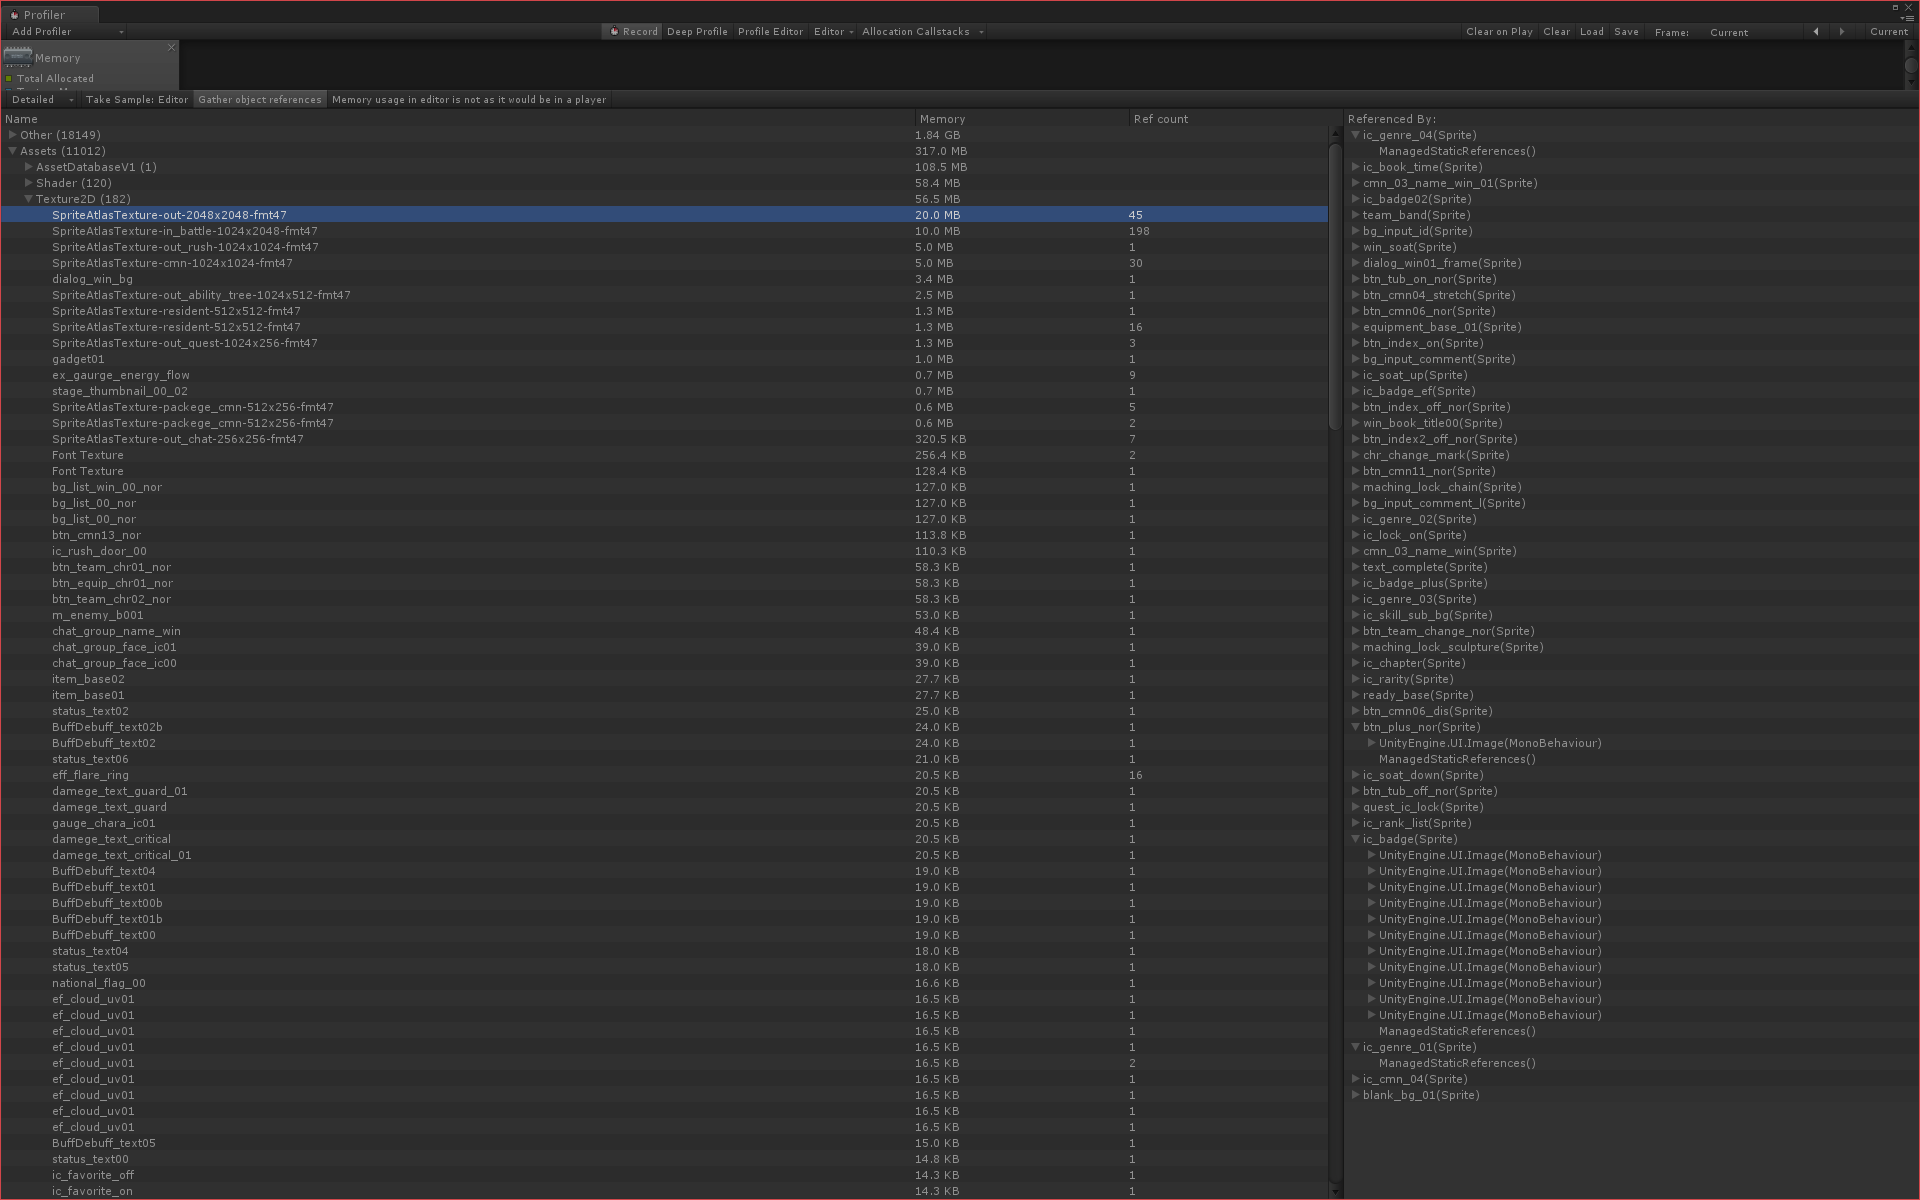 Profiler
Add Profiler
Record Deep Profile Profile Editor Editor Allocation Callstacks
Clear on Play Clear Load Save Frame: Current Current
Memory
Total Allocated
Detailed Take Sample: Editor Gather object references Memory usage in editor is not as it would be in a player
Name Memory Ref count
Other (18149) 1.84 GB
Assets (11012) 317.0 MB
AssetDatabaseV1 (1) 108.5 MB
Shader (120) 58.4 MB
Texture2D (182) 56.5 MB
SpriteAtlasTexture-out-2048x2048-fmt47 20.0 MB 45
SpriteAtlasTexture-in_battle-1024x2048-fmt47 10.0 MB 198
SpriteAtlasTexture-out_rush-1024x1024-fmt47 5.0 MB 1
SpriteAtlasTexture-cmn-1024x1024-fmt47 5.0 MB 30
dialog_win_bg 3.4 MB 1
SpriteAtlasTexture-out_ability_tree-1024x512-fmt47 2.5 MB 1
SpriteAtlasTexture-resident-512x512-fmt47 1.3 MB 1
SpriteAtlasTexture-resident-512x512-fmt47 1.3 MB 16
SpriteAtlasTexture-out_quest-1024x256-fmt47 1.3 MB 3
gadget01 1.0 MB 1
ex_gaurge_energy_flow 0.7 MB 9
stage_thumbnail_00_02 0.7 MB 1
SpriteAtlasTexture-packege_cmn-512x256-fmt47 0.6 MB 5
SpriteAtlasTexture-packege_cmn-512x256-fmt47 0.6 MB 2
SpriteAtlasTexture-out_chat-256x256-fmt47 320.5 KB 7
Font Texture 256.4 KB 2
Font Texture 128.4 KB 1
bg_list_win_00_nor 127.0 KB 1
bg_list_00_nor 127.0 KB 1
bg_list_00_nor 127.0 KB 1
btn_cmn13_nor 113.8 KB 1
ic_rush_door_00 110.3 KB 1
btn_team_chr01_nor 58.3 KB 1
btn_equip_chr01_nor 58.3 KB 1
btn_team_chr02_nor 58.3 KB 1
m_enemy_b001 53.0 KB 1
chat_group_name_win 48.4 KB 1
chat_group_face_ic01 39.0 KB 1
chat_group_face_ic00 39.0 KB 1
item_base02 27.7 KB 1
item_base01 27.7 KB 1
status_text02 25.0 KB 1
BuffDebuff_text02b 24.0 KB 1
BuffDebuff_text02 24.0 KB 1
status_text06 21.0 KB 1
eff_flare_ring 20.5 KB 16
damege_text_guard_01 20.5 KB 1
damege_text_guard 20.5 KB 1
gauge_chara_ic01 20.5 KB 1
damege_text_critical 20.5 KB 1
damege_text_critical_01 20.5 KB 1
BuffDebuff_text04 19.0 KB 1
BuffDebuff_text01 19.0 KB 1
BuffDebuff_text00b 19.0 KB 1
BuffDebuff_text01b 19.0 KB 1
BuffDebuff_text00 19.0 KB 1
status_text04 18.0 KB 1
status_text05 18.0 KB 1
national_flag_00 16.6 KB 1
ef_cloud_uv01 16.5 KB 1
ef_cloud_uv01 16.5 KB 1
ef_cloud_uv01 16.5 KB 1
ef_cloud_uv01 16.5 KB 1
ef_cloud_uv01 16.5 KB 2
ef_cloud_uv01 16.5 KB 1
ef_cloud_uv01 16.5 KB 1
ef_cloud_uv01 16.5 KB 1
ef_cloud_uv01 16.5 KB 1
BuffDebuff_text05 15.0 KB 1
status_text00 14.8 KB 1
ic_favorite_off 14.3 KB 1
ic_favorite_on 14.3 KB 1
Referenced By:
ic_genre_04(Sprite)
ManagedStaticReferences()
ic_book_time(Sprite)
cmn_03_name_win_01(Sprite)
ic_badge02(Sprite)
team_band(Sprite)
bg_input_id(Sprite)
win_soat(Sprite)
dialog_win01_frame(Sprite)
btn_tub_on_nor(Sprite)
btn_cmn04_stretch(Sprite)
btn_cmn06_nor(Sprite)
equipment_base_01(Sprite)
btn_index_on(Sprite)
bg_input_comment(Sprite)
ic_soat_up(Sprite)
ic_badge_ef(Sprite)
btn_index_off_nor(Sprite)
win_book_title00(Sprite)
btn_index2_off_nor(Sprite)
chr_change_mark(Sprite)
btn_cmn11_nor(Sprite)
maching_lock_chain(Sprite)
bg_input_comment_l(Sprite)
ic_genre_02(Sprite)
ic_lock_on(Sprite)
cmn_03_name_win(Sprite)
text_complete(Sprite)
ic_badge_plus(Sprite)
ic_genre_03(Sprite)
ic_skill_sub_bg(Sprite)
btn_team_change_nor(Sprite)
maching_lock_sculpture(Sprite)
ic_chapter(Sprite)
ic_rarity(Sprite)
ready_base(Sprite)
btn_cmn06_dis(Sprite)
btn_plus_nor(Sprite)
UnityEngine.UI.Image(MonoBehaviour)
ManagedStaticReferences()
ic_soat_down(Sprite)
btn_tub_off_nor(Sprite)
quest_ic_lock(Sprite)
ic_rank_list(Sprite)
ic_badge(Sprite)
UnityEngine.UI.Image(MonoBehaviour)
UnityEngine.UI.Image(MonoBehaviour)
UnityEngine.UI.Image(MonoBehaviour)
UnityEngine.UI.Image(MonoBehaviour)
UnityEngine.UI.Image(MonoBehaviour)
UnityEngine.UI.Image(MonoBehaviour)
UnityEngine.UI.Image(MonoBehaviour)
UnityEngine.UI.Image(MonoBehaviour)
UnityEngine.UI.Image(MonoBehaviour)
UnityEngine.UI.Image(MonoBehaviour)
UnityEngine.UI.Image(MonoBehaviour)
ManagedStaticReferences()
ic_genre_01(Sprite)
ManagedStaticReferences()
ic_cmn_04(Sprite)
blank_bg_01(Sprite)